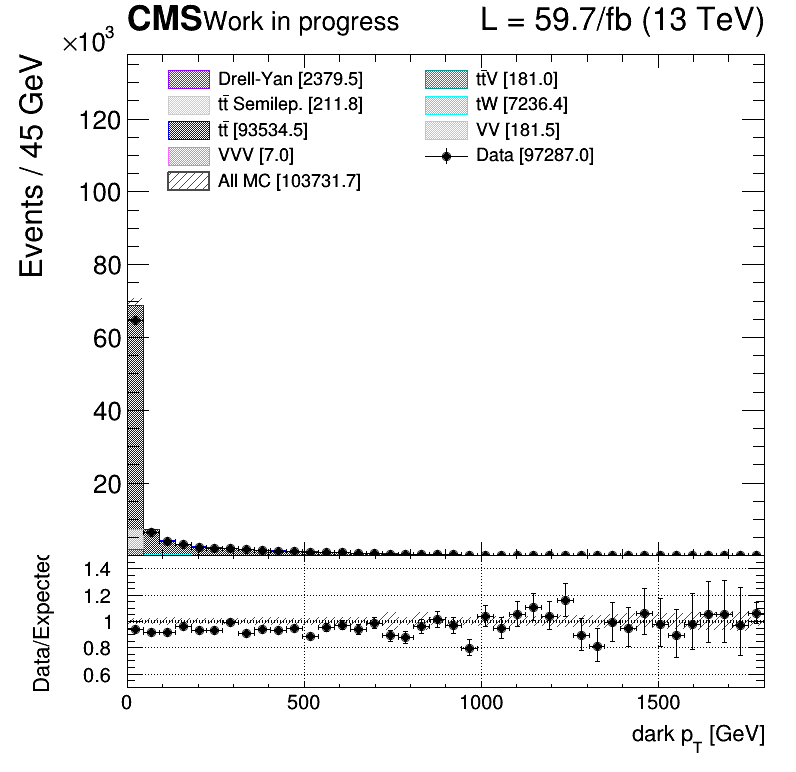 CMS Work in progress L = 59.7/fb (13 TeV)
×10³
Events / 45 GeV
Drell-Yan [2379.5]
tt̄ Semilep. [211.8]
tt̄ [93534.5]
VVV [7.0]
All MC [103731.7]
tt̄V [181.0]
tW [7236.4]
VV [181.5]
Data [97287.0]
120
100
80
60
40
20
Data/Expected
1.4
1.2
1
0.8
0.6
0 500 1000 1500
dark p_T [GeV]